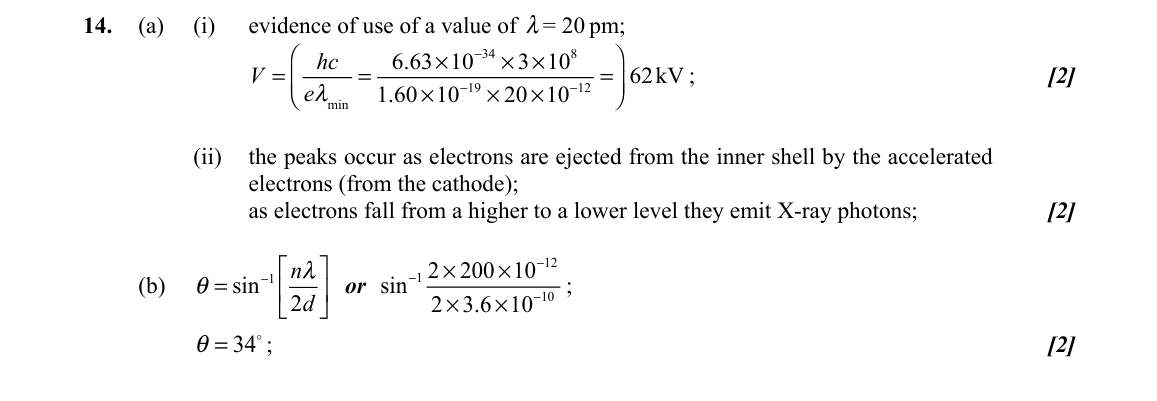 14. (a) (i) evidence of use of a value of λ = 20 pm;
V = ( hc / eλ_min = 6.63×10⁻³⁴ × 3×10⁸ / 1.60×10⁻¹⁹ × 20×10⁻¹² = ) 62 kV ; [2]
(ii) the peaks occur as electrons are ejected from the inner shell by the accelerated
electrons (from the cathode);
as electrons fall from a higher to a lower level they emit X-ray photons; [2]
(b) θ = sin⁻¹ [ nλ / 2d ] or sin⁻¹ 2×200×10⁻¹² / 2×3.6×10⁻¹⁰ ;
θ = 34° ; [2]